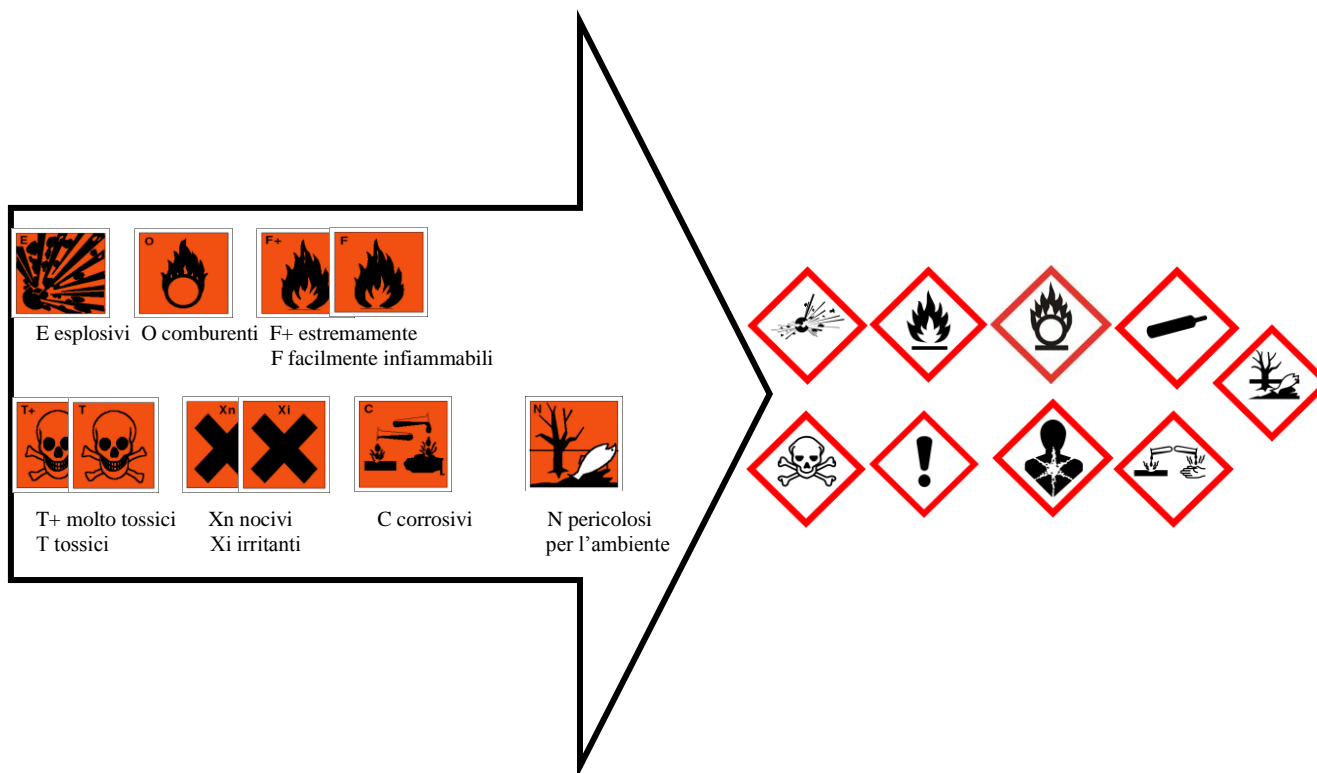 E
O
F+
F
E esplosivi O comburenti F+ estremamente
F facilmente infiammabili
T+
T
Xn
Xi
C
N
T+ molto tossici Xn nocivi C corrosivi N pericolosi
T tossici Xi irritanti per l’ambiente